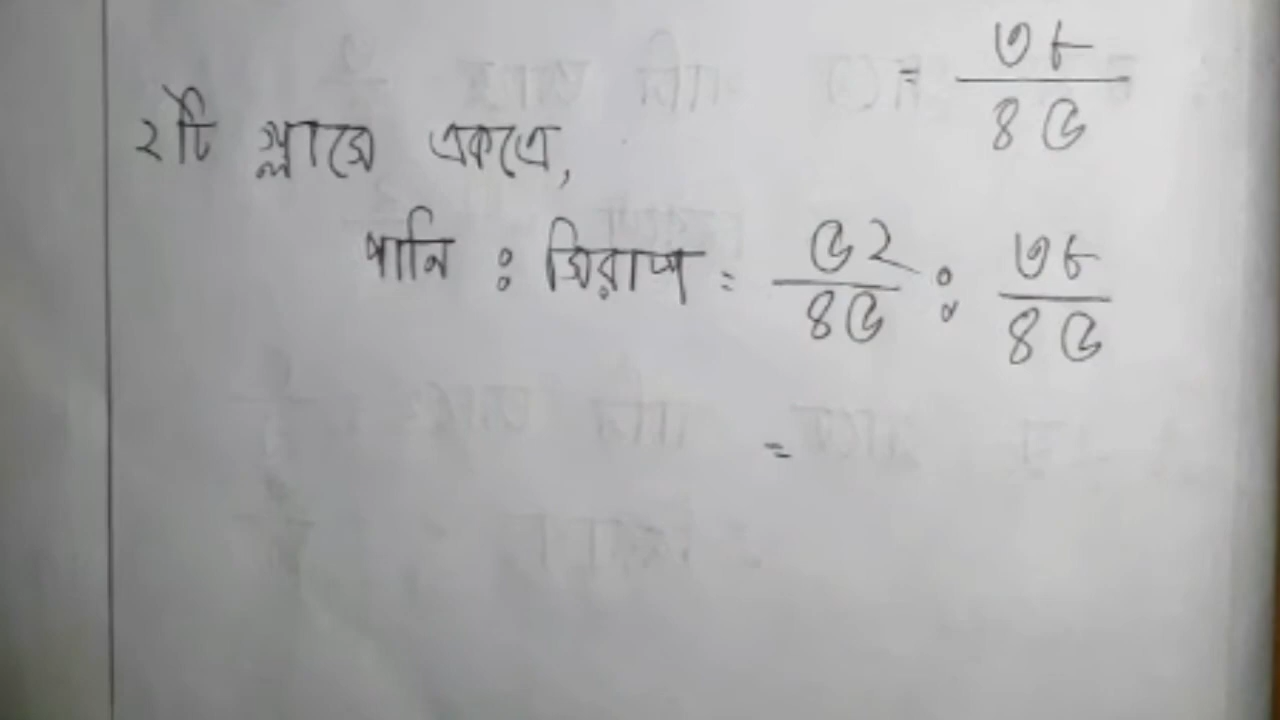 = ৩৮/৪৫
২টি গ্লাসে একত্রে,
পানি : সিরাপ = ৫২/৪৫ : ৩৮/৪৫
=